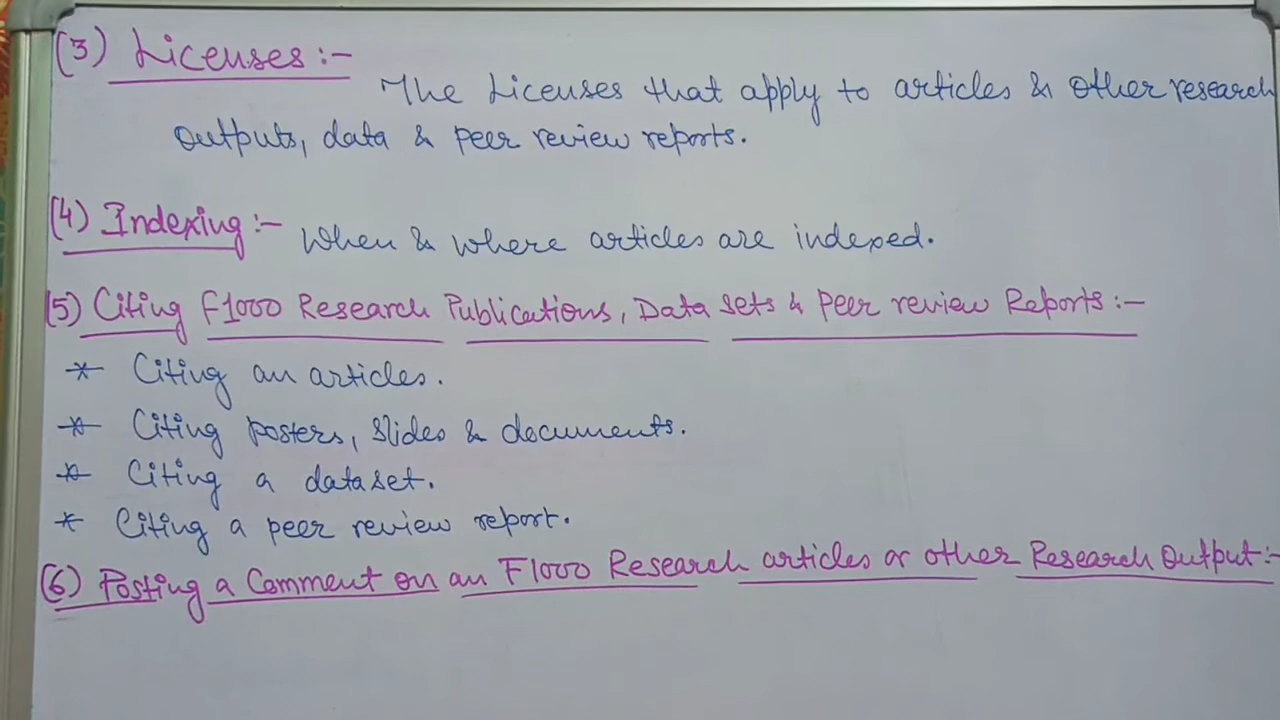 (3) Licenses:-
The Licenses that apply to articles & other research
outputs, data & peer review reports.
(4) Indexing:- When & where articles are indexed.
(5) Citing F1000 Research Publications, Data sets & Peer review Reports:-
* Citing an articles.
* Citing posters, slides & documents.
* Citing a dataset.
* Citing a peer review report.
(6) Posting a Comment on an F1000 Research articles or other Research Output:-